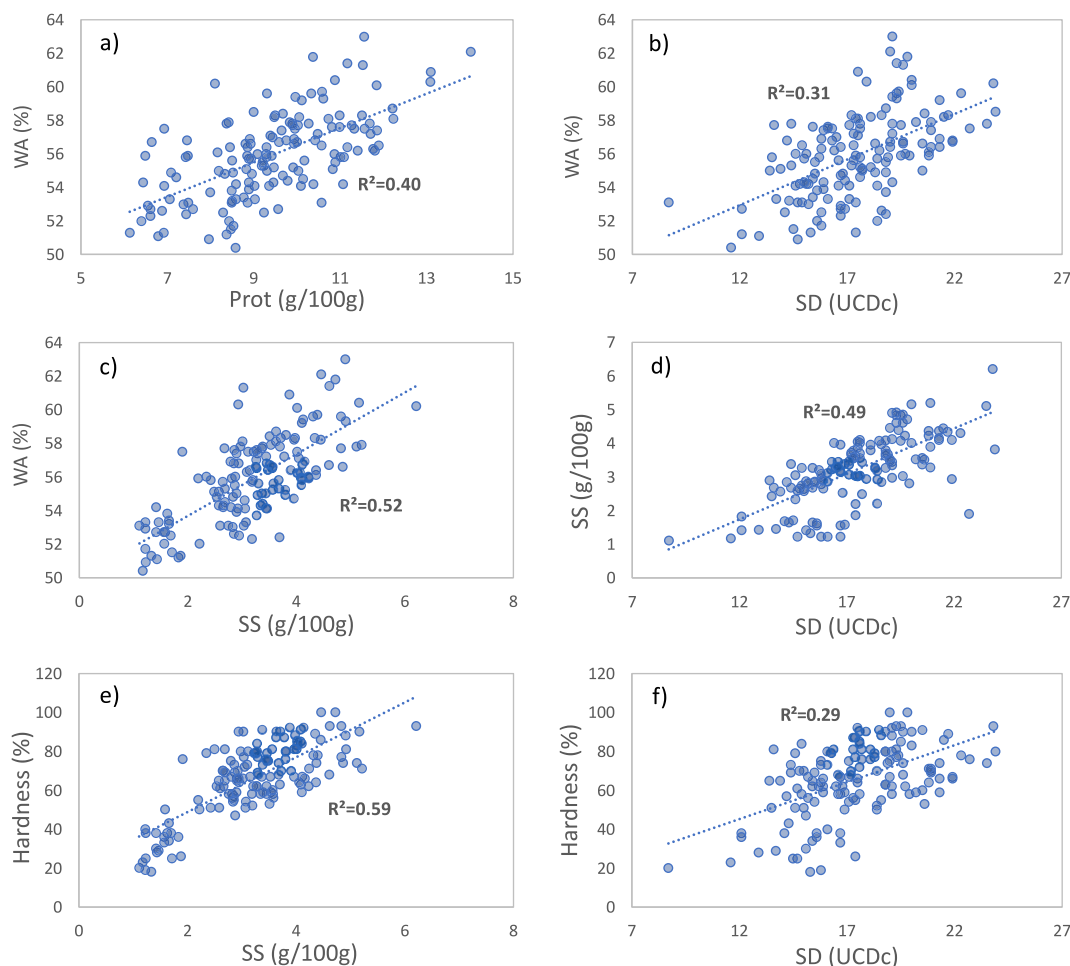 a)
WA (%)
64
62
60
58
56
54
52
50
R²=0.40
5 7 9 11 13 15
Prot (g/100g)
b)
WA (%)
64
62
60
58
56
54
52
50
R²=0.31
7 12 17 22 27
SD (UCDc)
c)
WA (%)
64
62
60
58
56
54
52
50
R²=0.52
0 2 4 6 8
SS (g/100g)
d)
SS (g/100g)
7
6
5
4
3
2
1
0
R²=0.49
7 12 17 22 27
SD (UCDc)
e)
Hardness (%)
120
100
80
60
40
20
0
R²=0.59
0 2 4 6 8
SS (g/100g)
f)
Hardness (%)
120
100
80
60
40
20
0
R²=0.29
7 12 17 22 27
SD (UCDc)